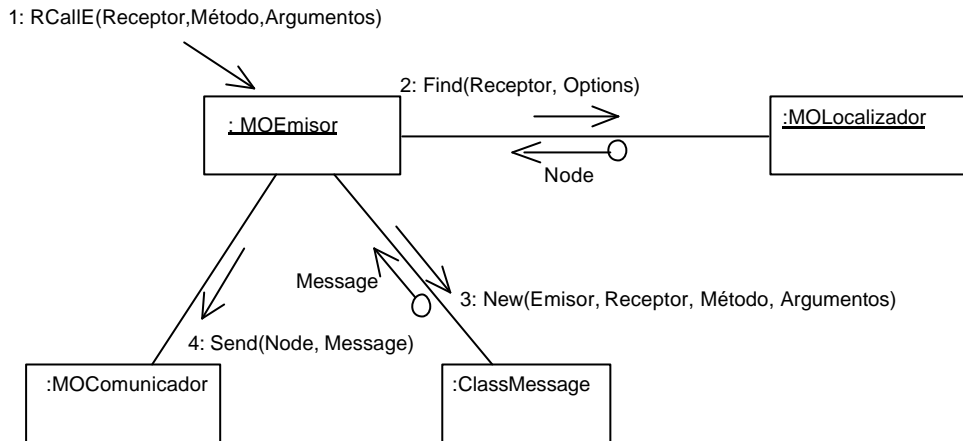 1: RCallE(Receptor,Método,Argumentos)
2: Find(Receptor, Options)
: MOEmisor
:MOLocalizador
Node
Message
3: New(Emisor, Receptor, Método, Argumentos)
4: Send(Node, Message)
:MOComunicador
:ClassMessage